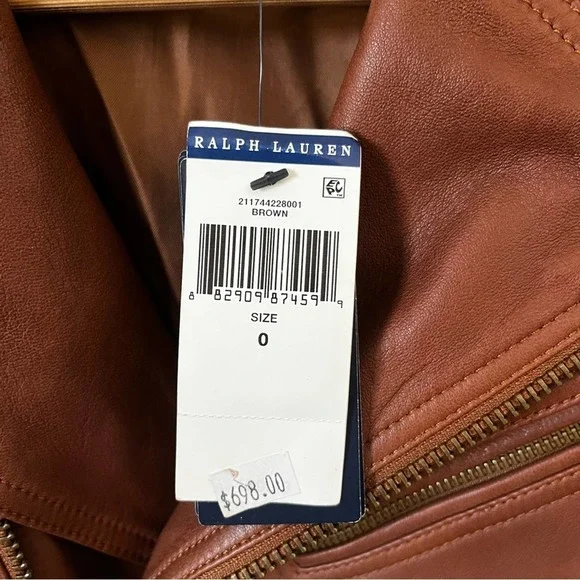 RALPH LAUREN
211744228001
BROWN
8 82909 87459 9
SIZE
0
$698.00